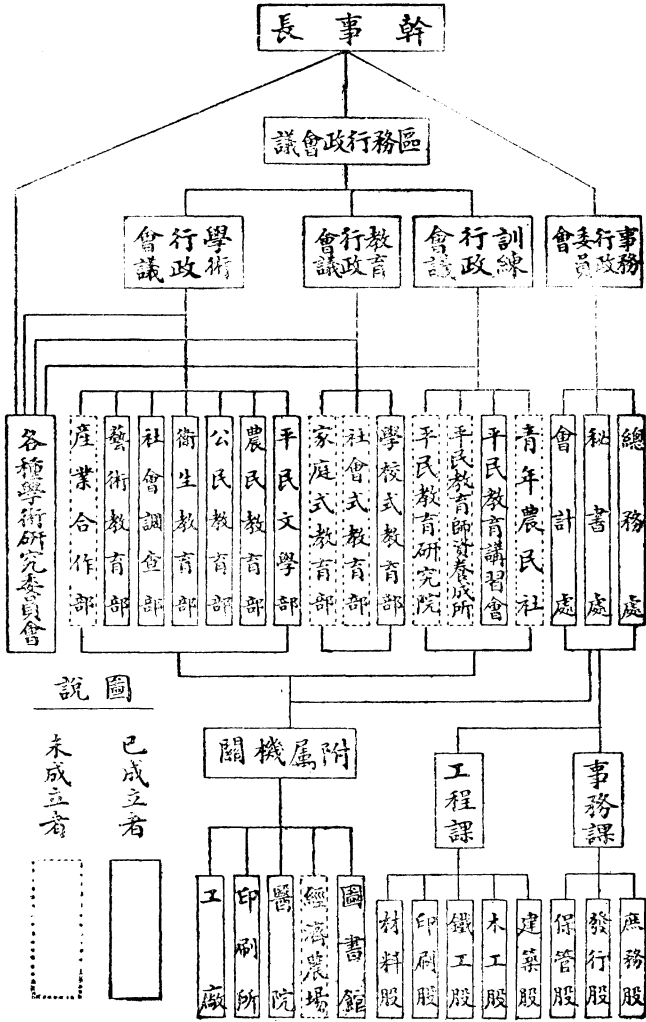 幹事長
區務行政會議
事務行政委員會
訓練行政會議
教育行政會議
學術行政會議
總務處
秘書處
會計處
青年農民社
平民教育講習會
平民教育師資養成所
平民教育研究院
學校式教育部
社會式教育部
家庭式教育部
平民文學部
農民教育部
公民教育部
衛生教育部
社會調查部
藝術教育部
產業合作部
各種學術研究委員會
圖說
已成立者
未成立者
附属機關
工程課
事務課
庶務股
發行股
保管股
建築股
木工股
鐵工股
印刷股
材料股
圖書館
經濟農場
醫院
印刷所
工廠